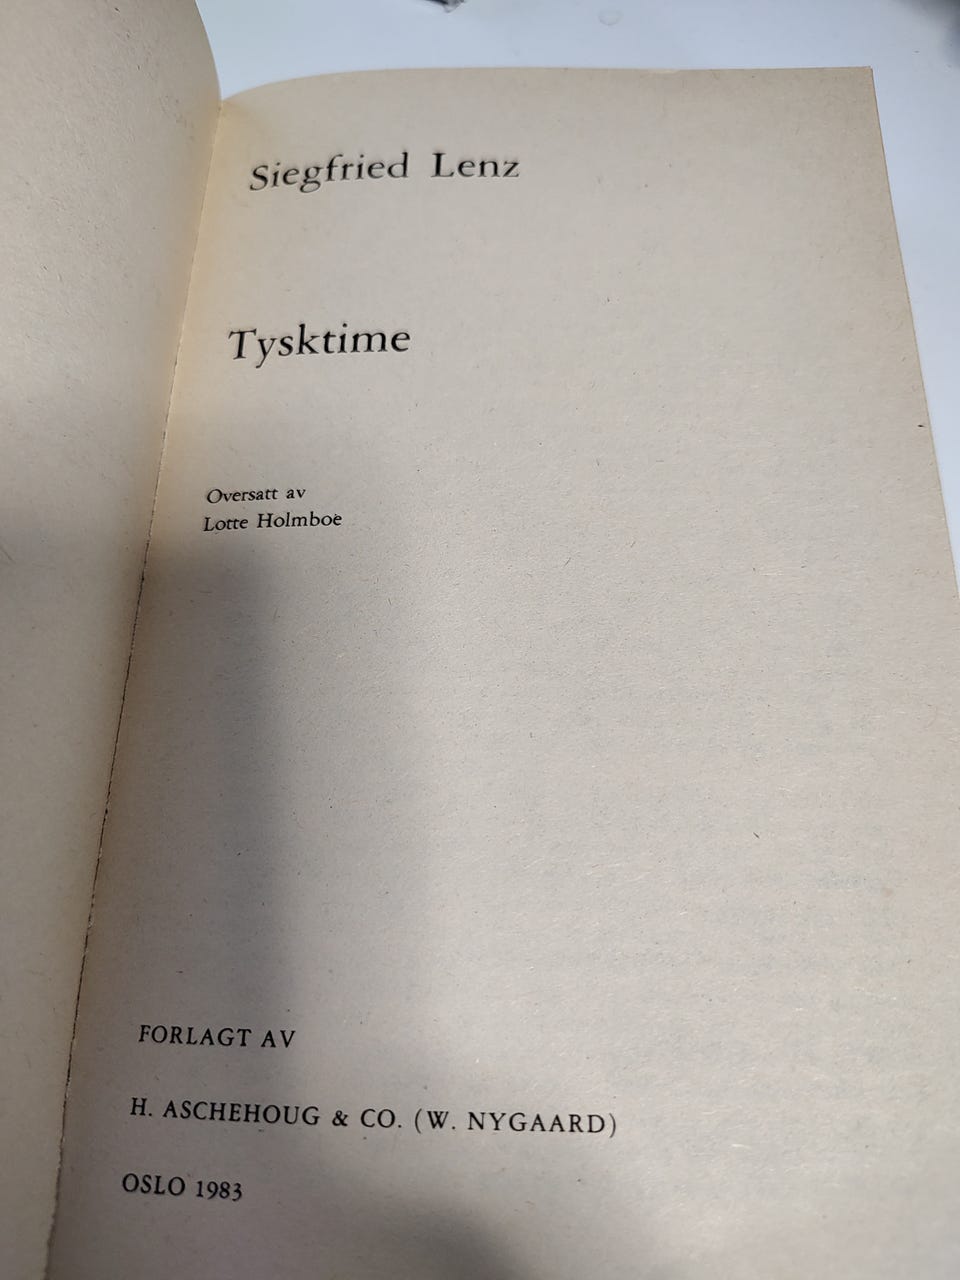 Siegfried Lenz
Tysktime
Oversatt av
Lotte Holmboe
FORLAGT AV
H. ASCHEHOUG & CO. (W. NYGAARD)
OSLO 1983